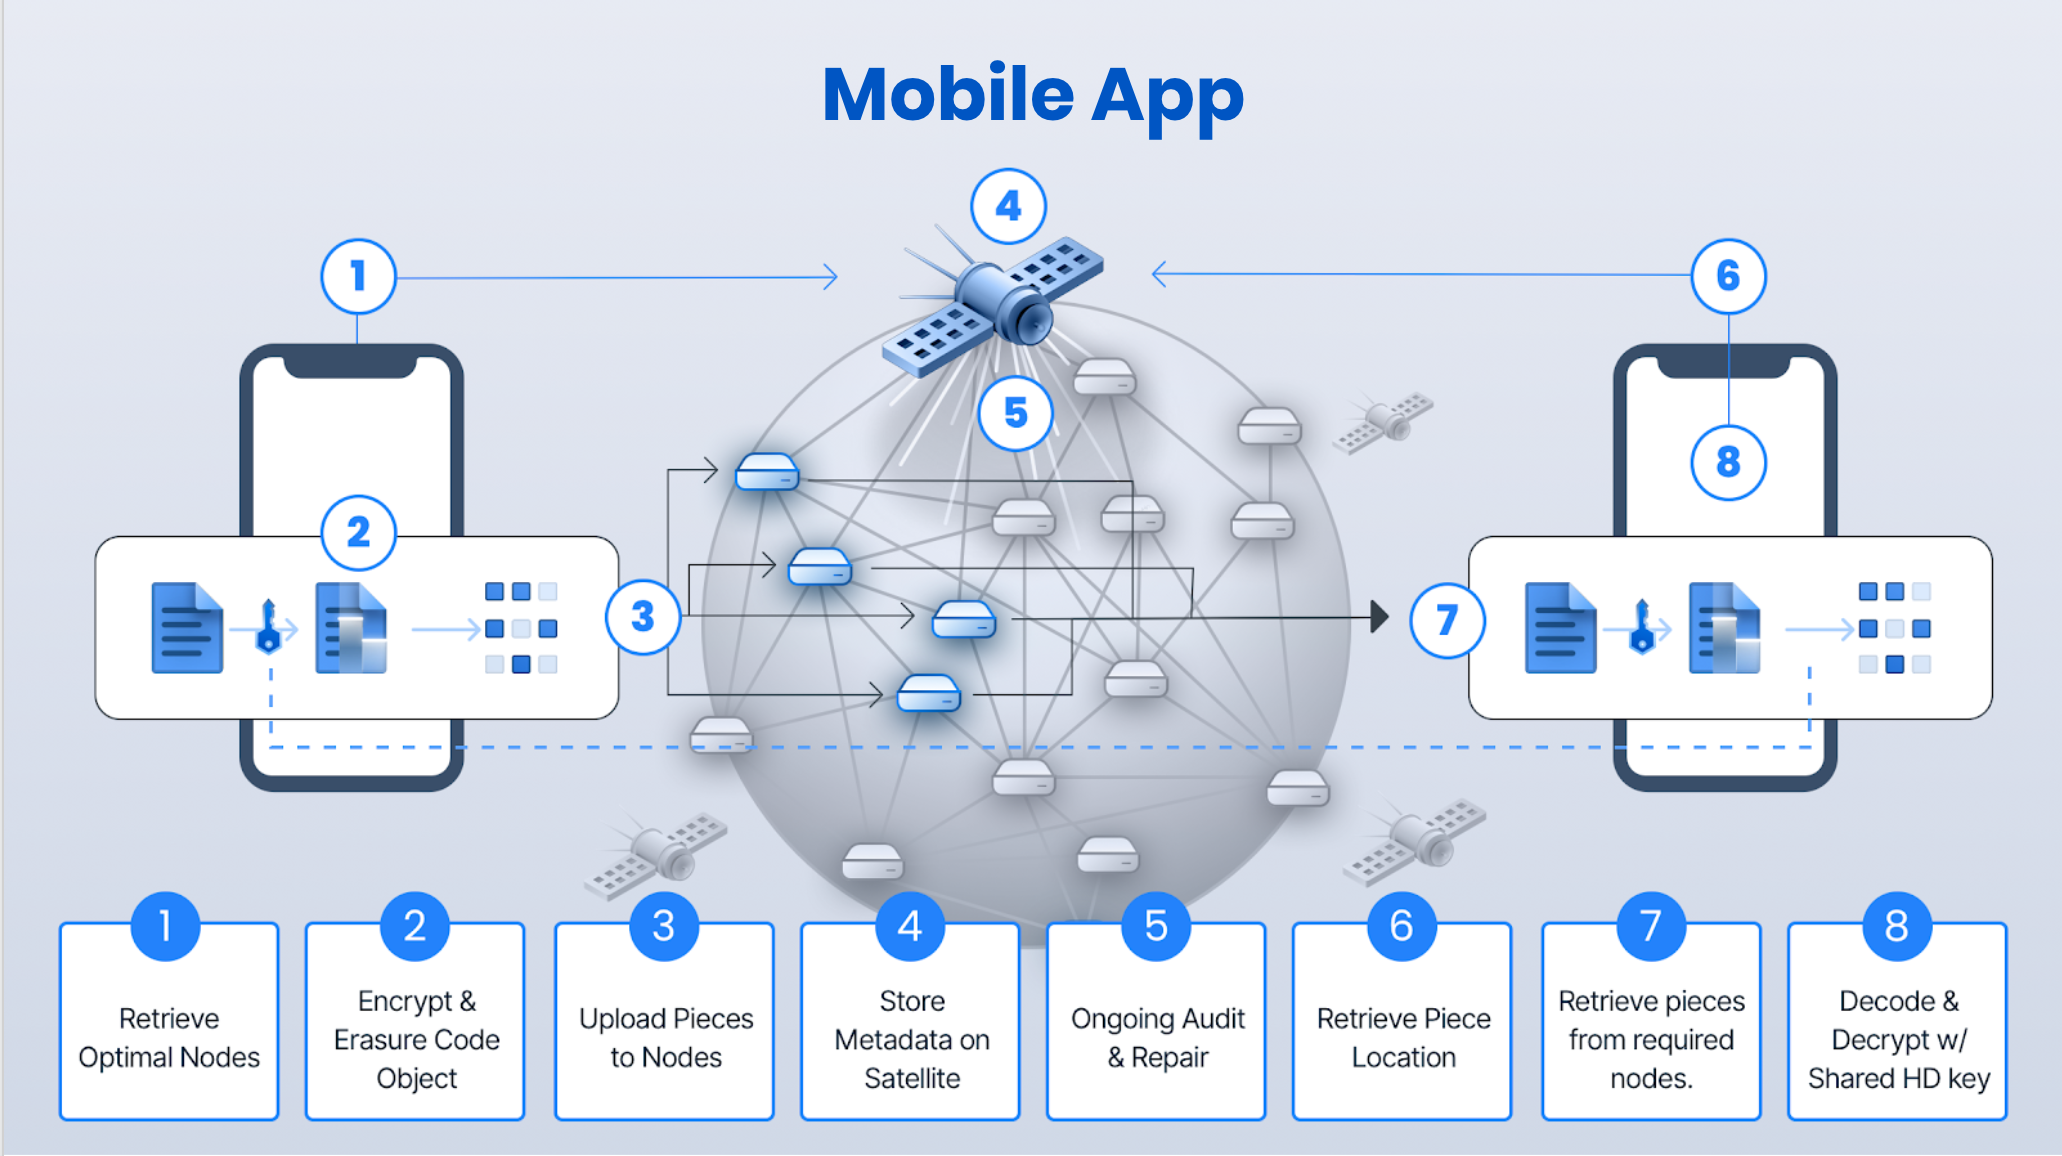 Mobile App
4
1
6
5
8
2
3
7
1
Retrieve
Optimal Nodes
2
Encrypt &
Erasure Code
Object
3
Upload Pieces
to Nodes
4
Store
Metadata on
Satellite
5
Ongoing Audit
& Repair
6
Retrieve Piece
Location
7
Retrieve pieces
from required
nodes.
8
Decode &
Decrypt w/
Shared HD key